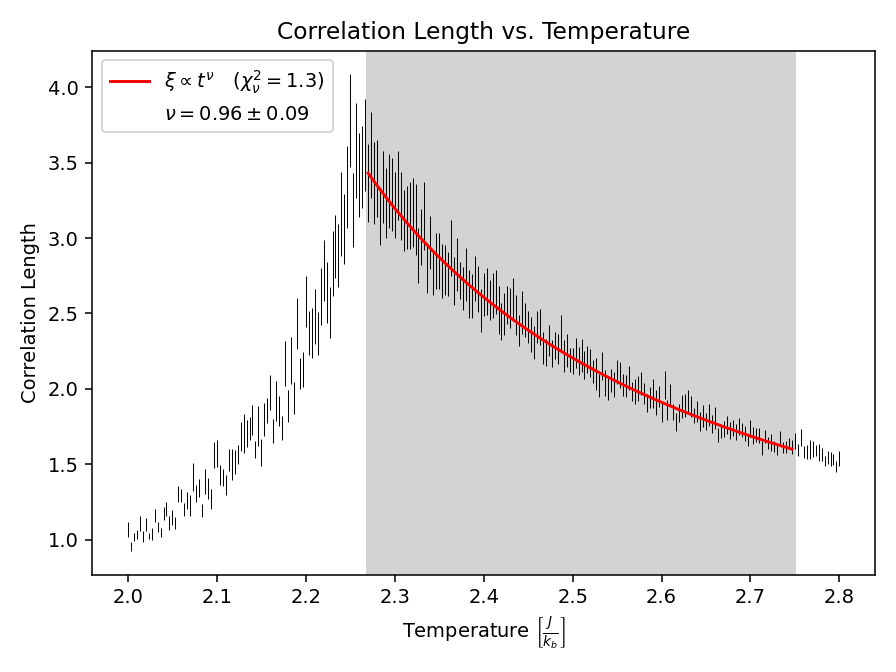 Correlation Length vs. Temperature
ξ ∝ t^ν (χ²_ν = 1.3)
ν = 0.96 ± 0.09
Correlation Length
4.0
3.5
3.0
2.5
2.0
1.5
1.0
2.0 2.1 2.2 2.3 2.4 2.5 2.6 2.7 2.8
Temperature [J/k_b]